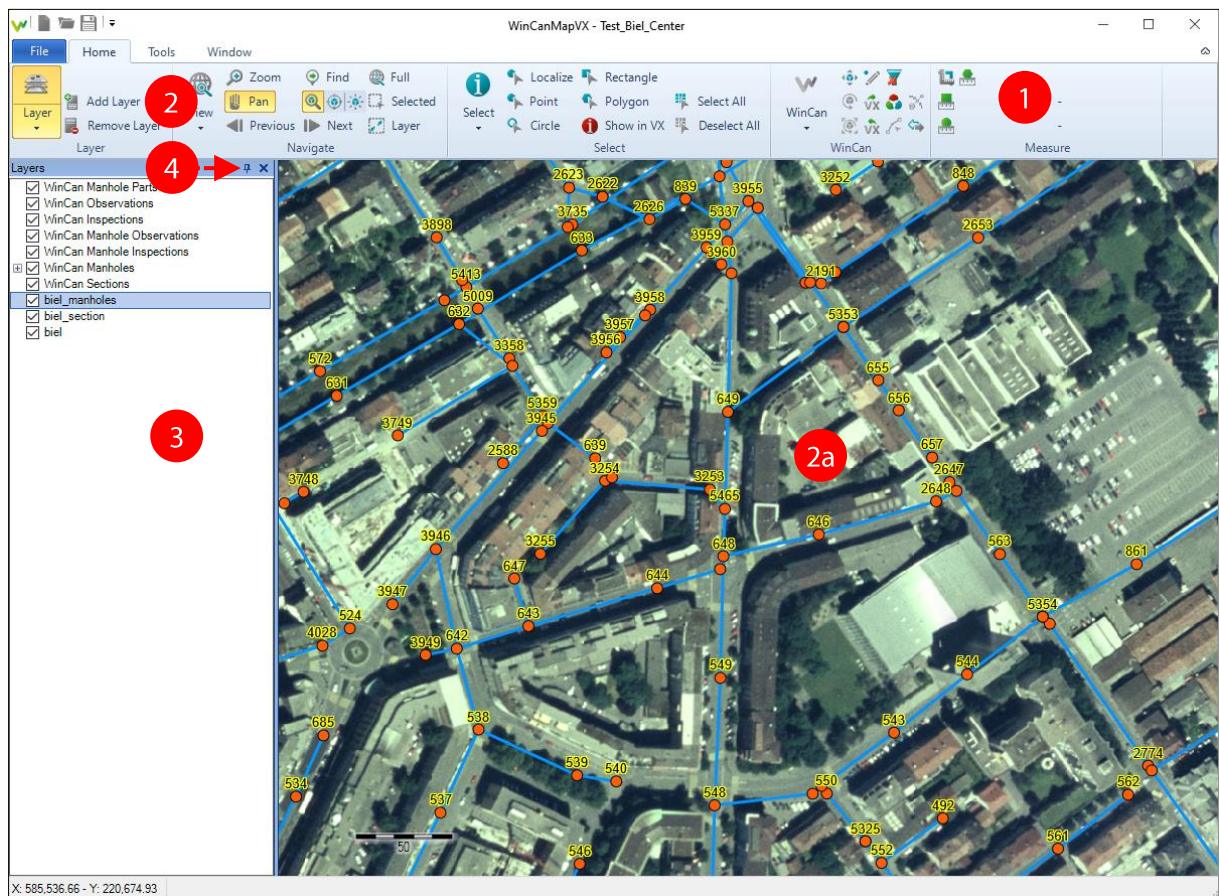 WinCanMapVX - Test_Biel_Center
File Home Tools Window
Zoom Find Full Localize Rectangle
Layer Add Layer 2 View Pan Selected Select Point Polygon Select All WinCan 1 -
Remove Layer Previous Next Layer Circle Show in VX Deselect All -
Layer Navigate Select WinCan Measure
Layers 4
WinCan Manhole Parts
WinCan Observations
WinCan Inspections
WinCan Manhole Observations
WinCan Manhole Inspections
WinCan Manholes
WinCan Sections
biel_manholes
biel_section
biel
3
2623 2622 839 3955 3252 848
3735 2626 5337 2653
3898 633 3959
3960
5413 2191
5009 3958
632 3957 5353
3956
572 3358
631 655
5359 649 656
3749 3945
2588 639 657 2a
3254 3253 2647
3748 5465 2648
3946 646
3255 648 563 861
647 644
3947
524 643 5354
4028 3949 642
549 544
685 538 543
539 540 2774
534 550 562
537 548 492
5325 561
50 546 552
X: 585,536.66 - Y: 220,674.93